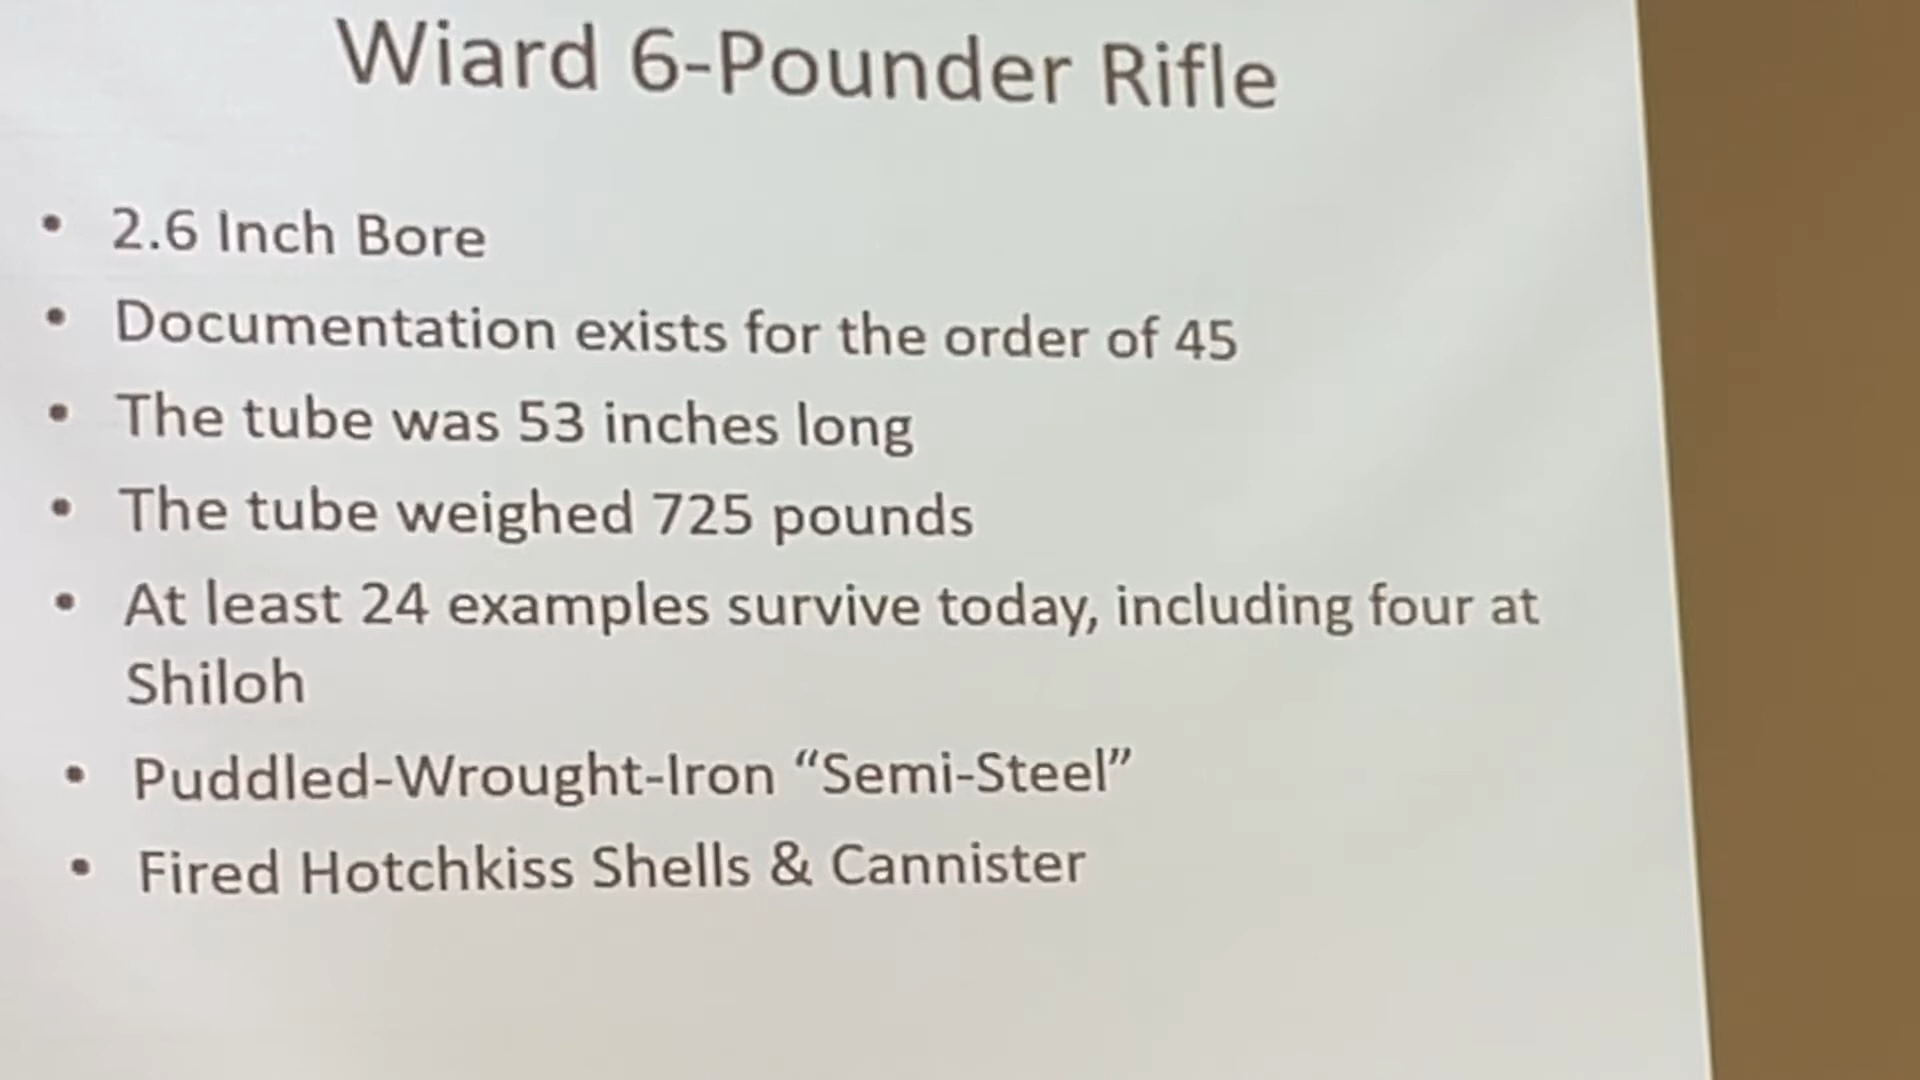 Wiard 6-Pounder Rifle
• 2.6 Inch Bore
• Documentation exists for the order of 45
• The tube was 53 inches long
• The tube weighed 725 pounds
• At least 24 examples survive today, including four at
Shiloh
• Puddled-Wrought-Iron “Semi-Steel”
• Fired Hotchkiss Shells & Cannister